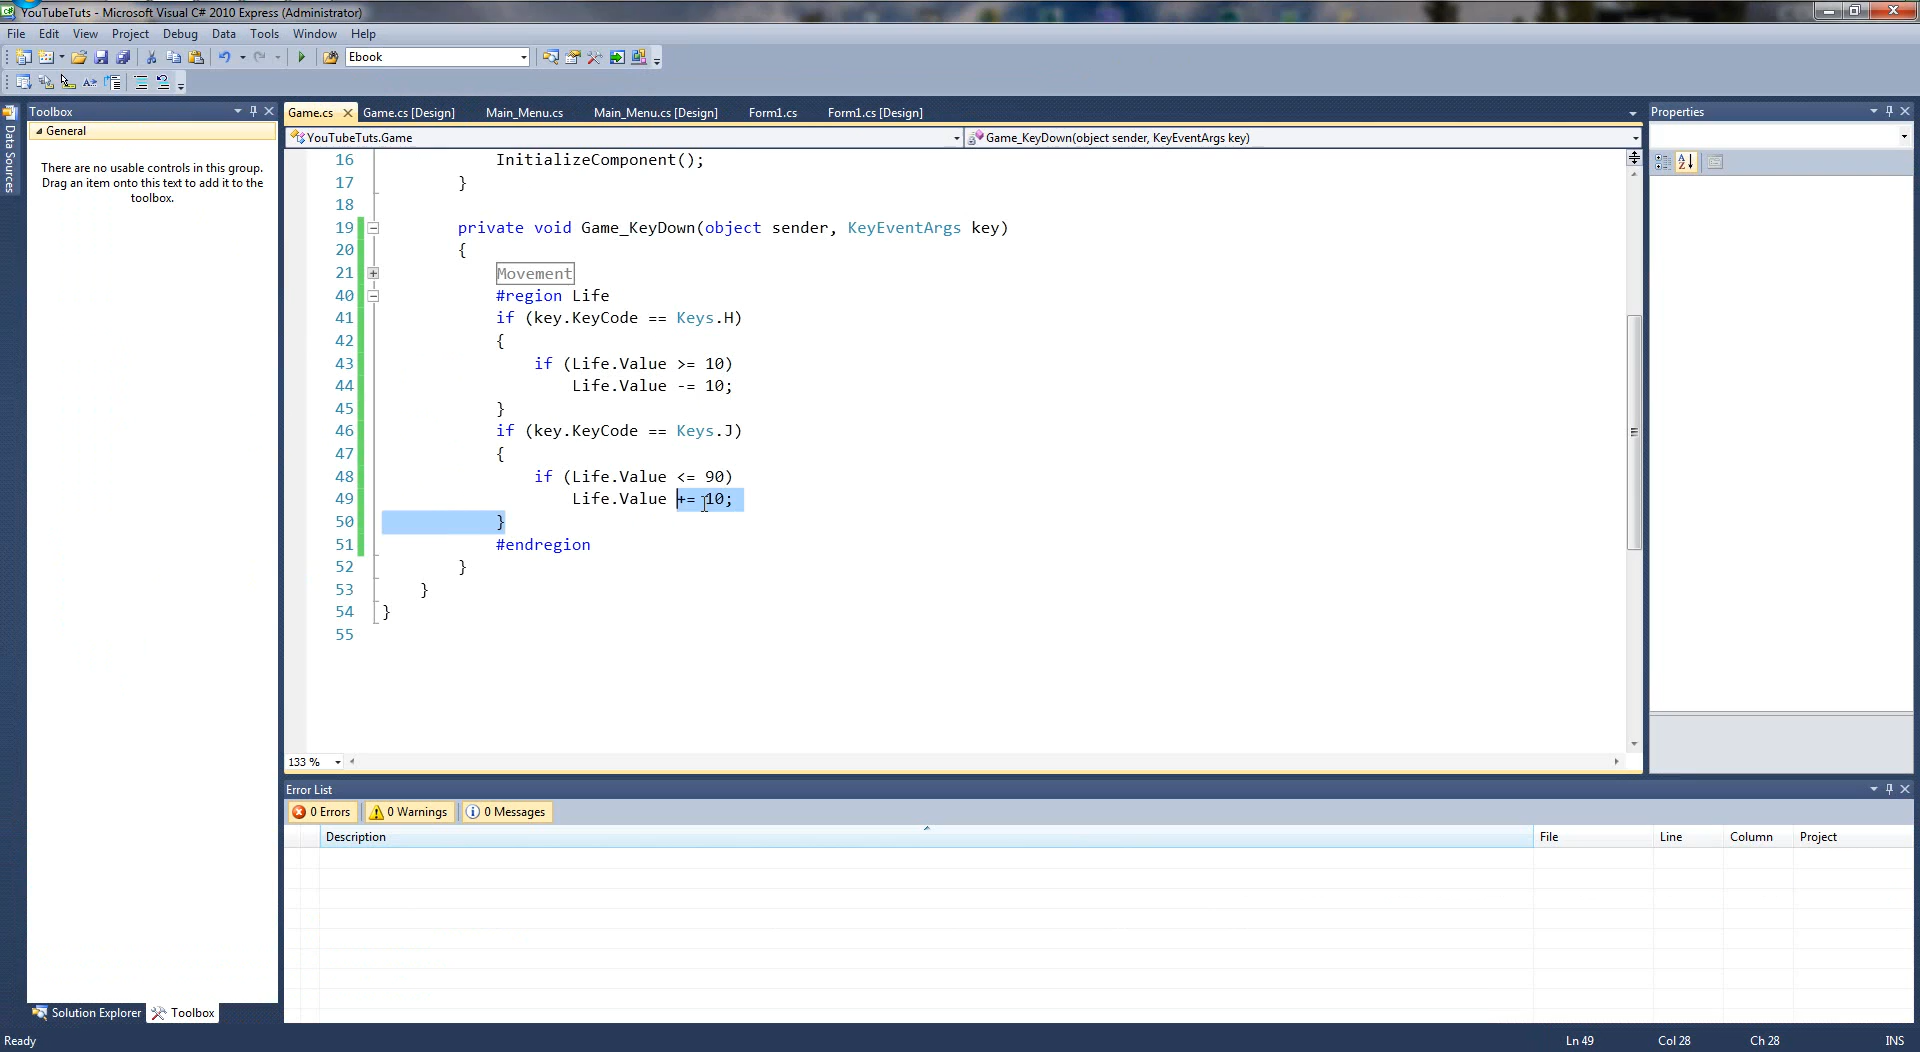 YouTubeTuts - Microsoft Visual C# 2010 Express (Administrator)
File Edit View Project Debug Data Tools Window Help
Ebook
Toolbox
General
There are no usable controls in this group.
Drag an item onto this text to add it to the
toolbox.
Data Sources
Game.cs Game.cs [Design] Main_Menu.cs Main_Menu.cs [Design] Form1.cs Form1.cs [Design]
YouTubeTuts.Game Game_KeyDown(object sender, KeyEventArgs key)
16 InitializeComponent();
17 }
18
19 private void Game_KeyDown(object sender, KeyEventArgs key)
20 {
21 Movement
40 #region Life
41 if (key.KeyCode == Keys.H)
42 {
43 if (Life.Value >= 10)
44 Life.Value -= 10;
45 }
46 if (key.KeyCode == Keys.J)
47 {
48 if (Life.Value <= 90)
49 Life.Value += 10;
50 }
51 #endregion
52 }
53 }
54 }
55
133 %
Properties
Error List
0 Errors 0 Warnings 0 Messages
Description File Line Column Project
Solution Explorer Toolbox
Ready Ln 49 Col 28 Ch 28 INS